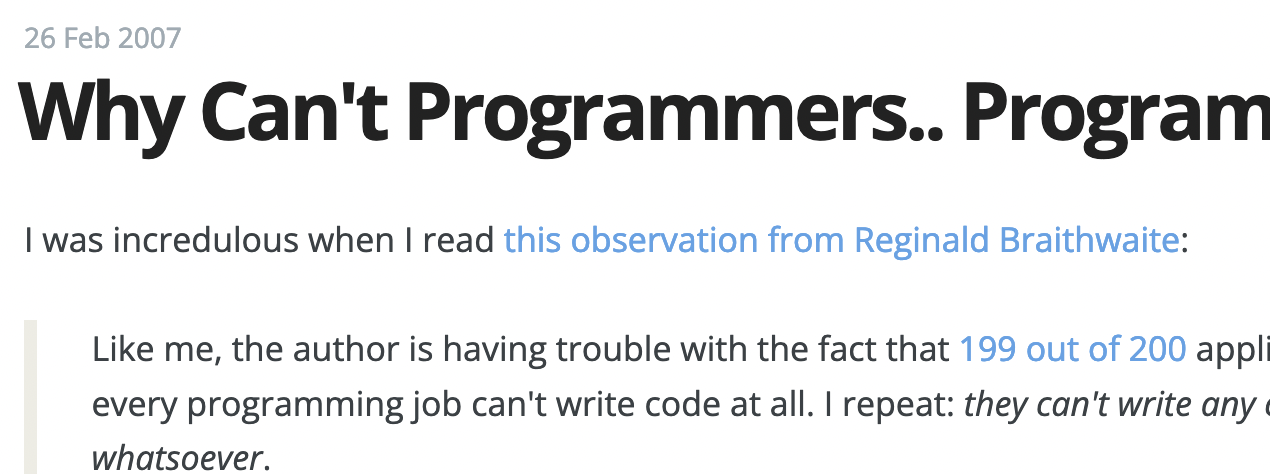 26 Feb 2007
Why Can't Programmers.. Program
I was incredulous when I read this observation from Reginald Braithwaite:
Like me, the author is having trouble with the fact that 199 out of 200 appli
every programming job can't write code at all. I repeat: they can't write any
whatsoever.